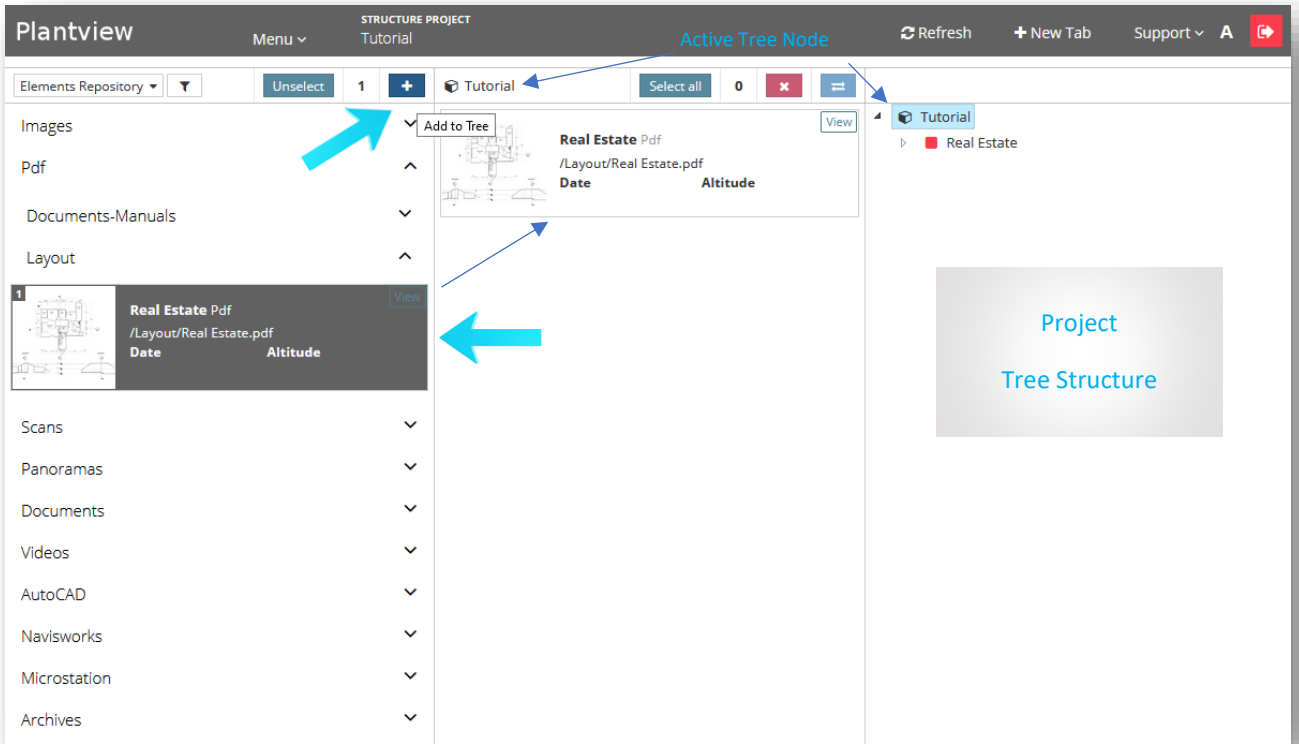 Plantview
Menu
STRUCTURE PROJECT
Tutorial
Active Tree Node
Refresh
New Tab
Support
A
Elements Repository
Unselect
1
Tutorial
Select all
0
Add to Tree
Images
Pdf
Documents-Manuals
Layout
1
View
Real Estate Pdf
/Layout/Real Estate.pdf
Date Altitude
Scans
Panoramas
Documents
Videos
AutoCAD
Navisworks
Microstation
Archives
View
Real Estate Pdf
/Layout/Real Estate.pdf
Date Altitude
Tutorial
Real Estate
Project
Tree Structure